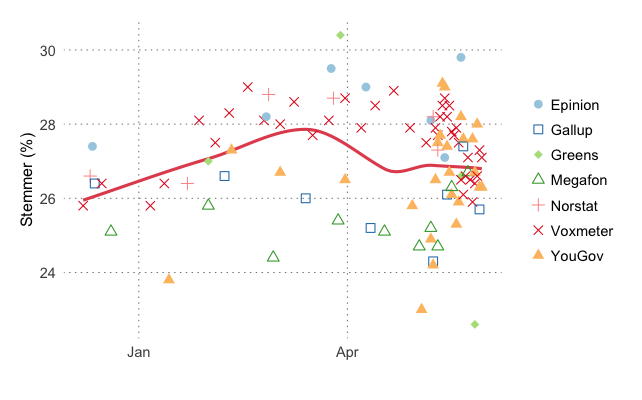 Stemmer (%)
30
28
26
24
Jan
Apr
Epinion
Gallup
Greens
Megafon
Norstat
Voxmeter
YouGov